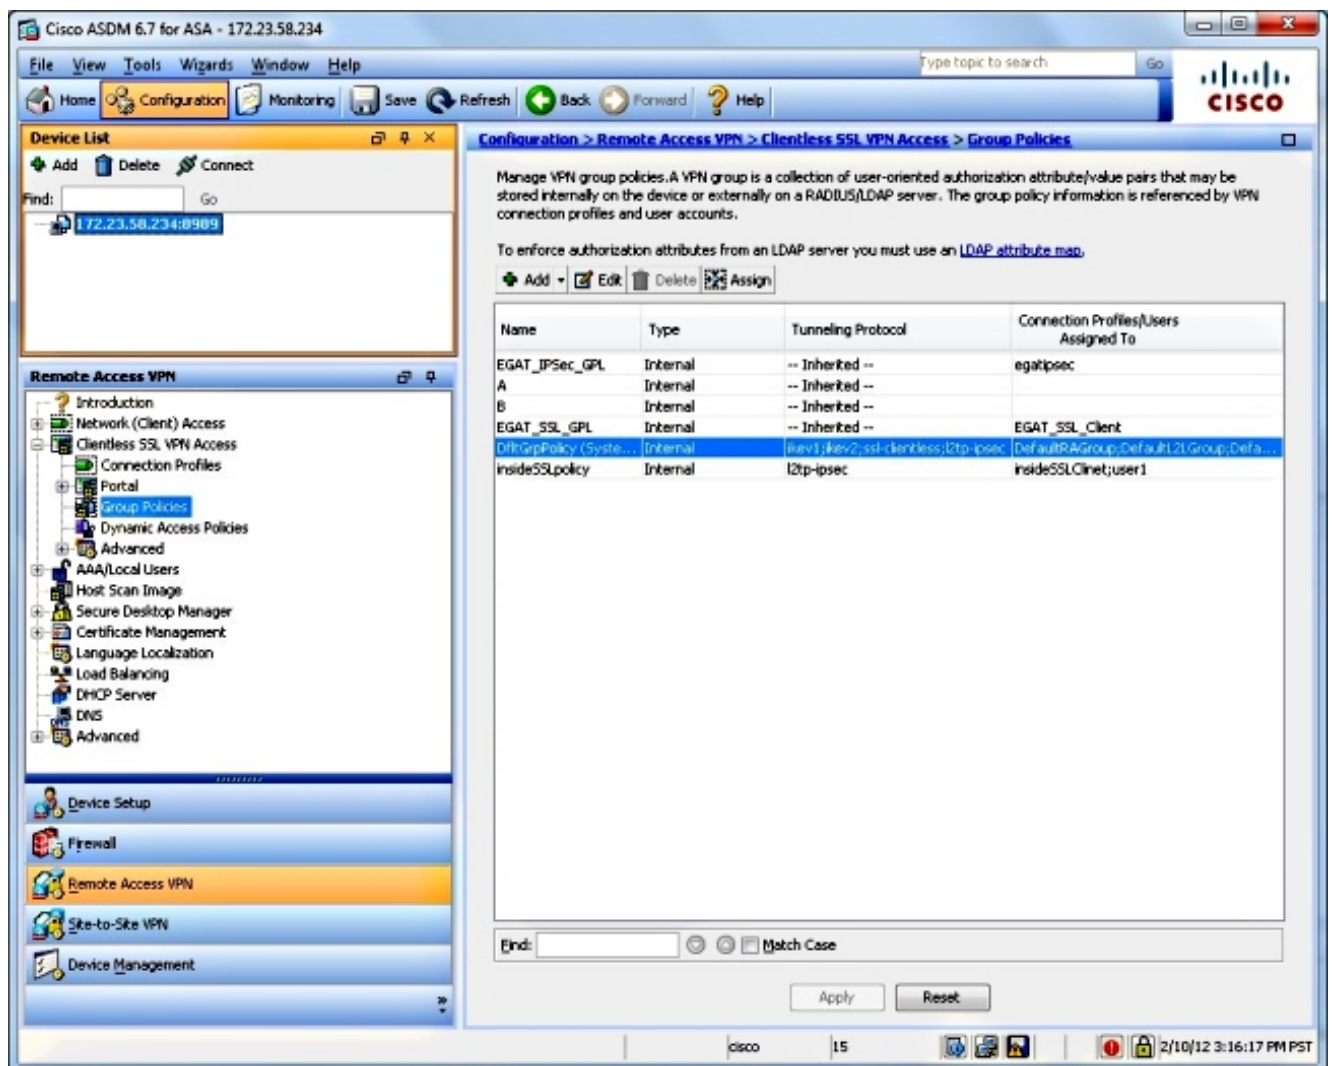 Cisco ASDM 6.7 for ASA - 172.23.58.234
File View Tools Wizards Window Help
Type topic to search Go
Home Configuration Monitoring Save Refresh Back Forward Help
CISCO
Device List
Add Delete Connect
Find: Go
172.23.58.234:8989
Remote Access VPN
Introduction
Network (Client) Access
Clientless SSL VPN Access
Connection Profiles
Portal
Group Policies
Dynamic Access Policies
Advanced
AAA/Local Users
Host Scan Image
Secure Desktop Manager
Certificate Management
Language Localization
Load Balancing
DHCP Server
DNS
Advanced
Device Setup
Firewall
Remote Access VPN
Site-to-Site VPN
Device Management
Configuration > Remote Access VPN > Clientless SSL VPN Access > Group Policies
Manage VPN group policies.A VPN group is a collection of user-oriented authorization attribute/value pairs that may be
stored internally on the device or externally on a RADIUS/LDAP server. The group policy information is referenced by VPN
connection profiles and user accounts.
To enforce authorization attributes from an LDAP server you must use an LDAP attribute map.
Add Edit Delete Assign
Name Type Tunneling Protocol Connection Profiles/Users Assigned To
EGAT_IPSec_GPL Internal -- Inherited -- egatipsec
A Internal -- Inherited --
B Internal -- Inherited --
EGAT_SSL_GPL Internal -- Inherited -- EGAT_SSL_Client
DfltGrpPolicy (Syste... Internal ikev1;ikev2;ssl-clientless;l2tp-ipsec DefaultRAGroup;DefaultL2LGroup;Defa...
insideSSLpolicy Internal l2tp-ipsec insideSSLClinet;user1
Find: Match Case
Apply Reset
cisco 15 2/10/12 3:16:17 PM PST